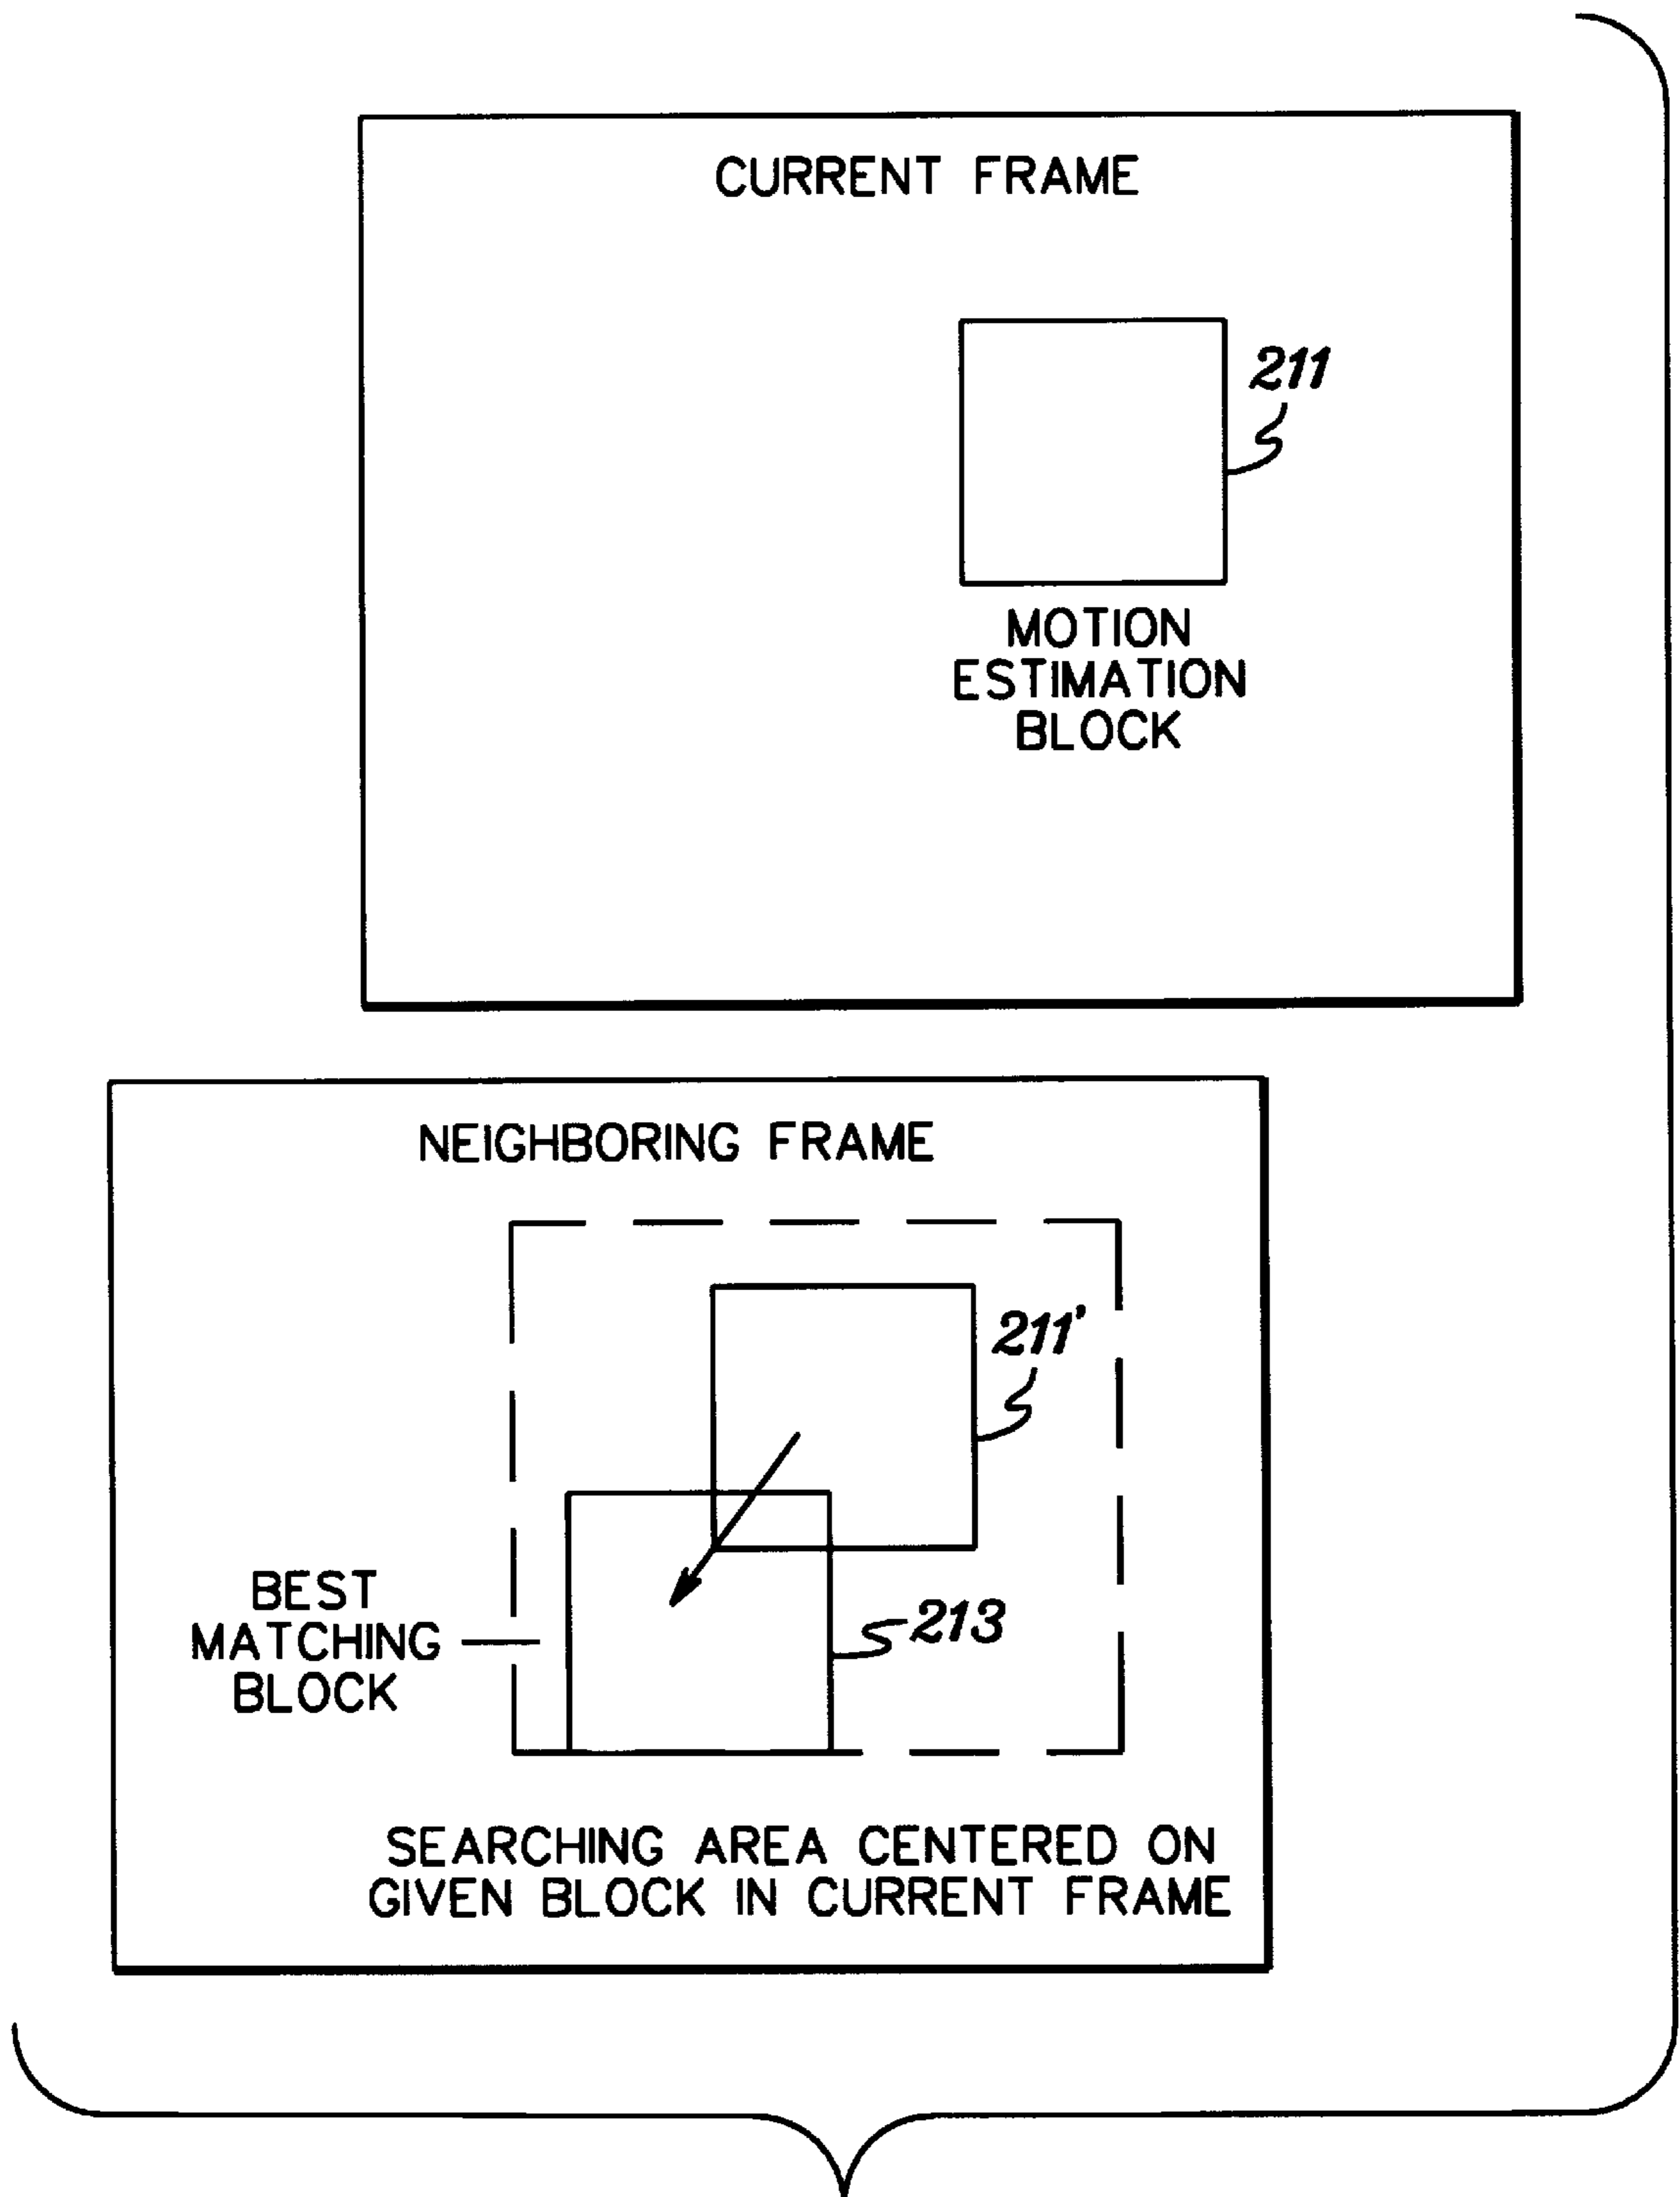 CURRENT FRAME
211
MOTION
ESTIMATION
BLOCK
NEIGHBORING FRAME
211'
BEST
MATCHING
BLOCK
213
SEARCHING AREA CENTERED ON
GIVEN BLOCK IN CURRENT FRAME